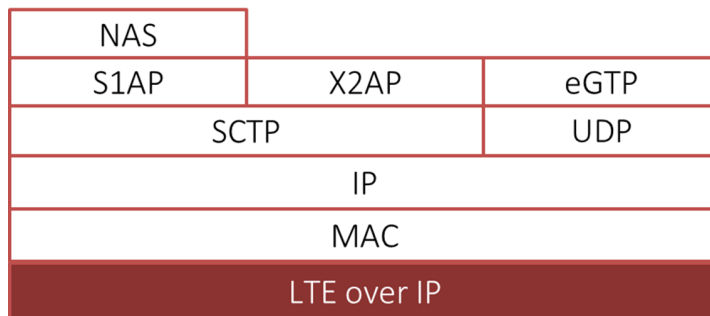 NAS
S1AP X2AP eGTP
SCTP UDP
IP
MAC
LTE over IP